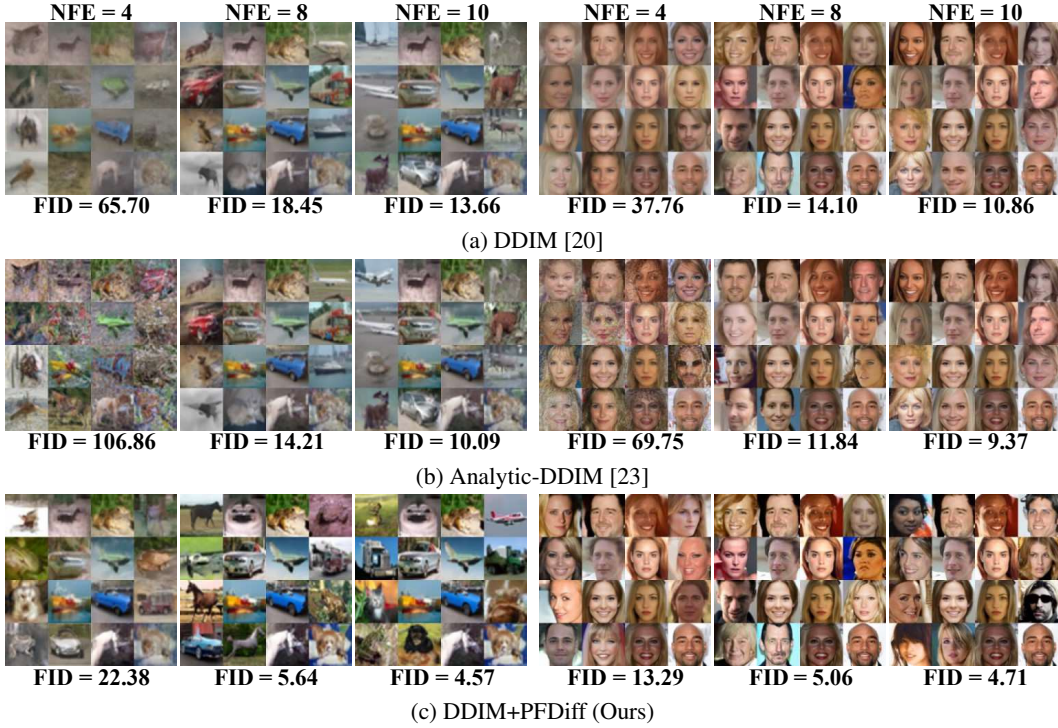 NFE = 4 NFE = 8 NFE = 10 NFE = 4 NFE = 8 NFE = 10
FID = 65.70 FID = 18.45 FID = 13.66 FID = 37.76 FID = 14.10 FID = 10.86
(a) DDIM [20]
FID = 106.86 FID = 14.21 FID = 10.09 FID = 69.75 FID = 11.84 FID = 9.37
(b) Analytic-DDIM [23]
FID = 22.38 FID = 5.64 FID = 4.57 FID = 13.29 FID = 5.06 FID = 4.71
(c) DDIM+PFDiff (Ours)